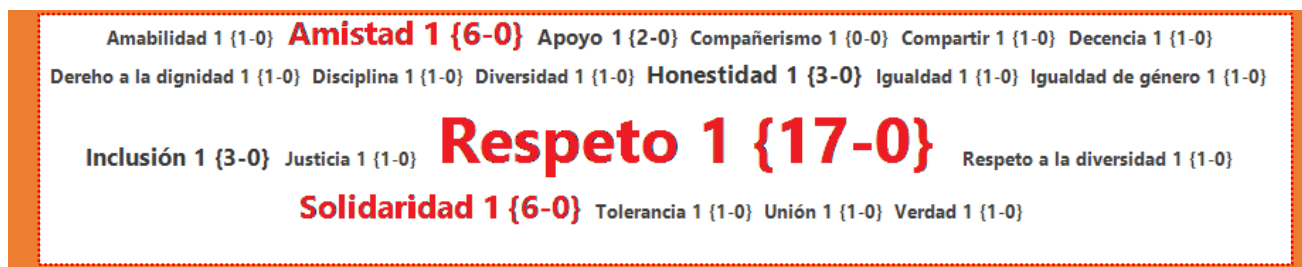 Amabilidad 1 {1-0} Amistad 1 {6-0} Apoyo 1 {2-0} Compañerismo 1 {0-0} Compartir 1 {1-0} Decencia 1 {1-0}
Dereho a la dignidad 1 {1-0} Disciplina 1 {1-0} Diversidad 1 {1-0} Honestidad 1 {3-0} Igualdad 1 {1-0} Igualdad de género 1 {1-0}
Inclusión 1 {3-0} Justicia 1 {1-0} Respeto 1 {17-0} Respeto a la diversidad 1 {1-0}
Solidaridad 1 {6-0} Tolerancia 1 {1-0} Unión 1 {1-0} Verdad 1 {1-0}